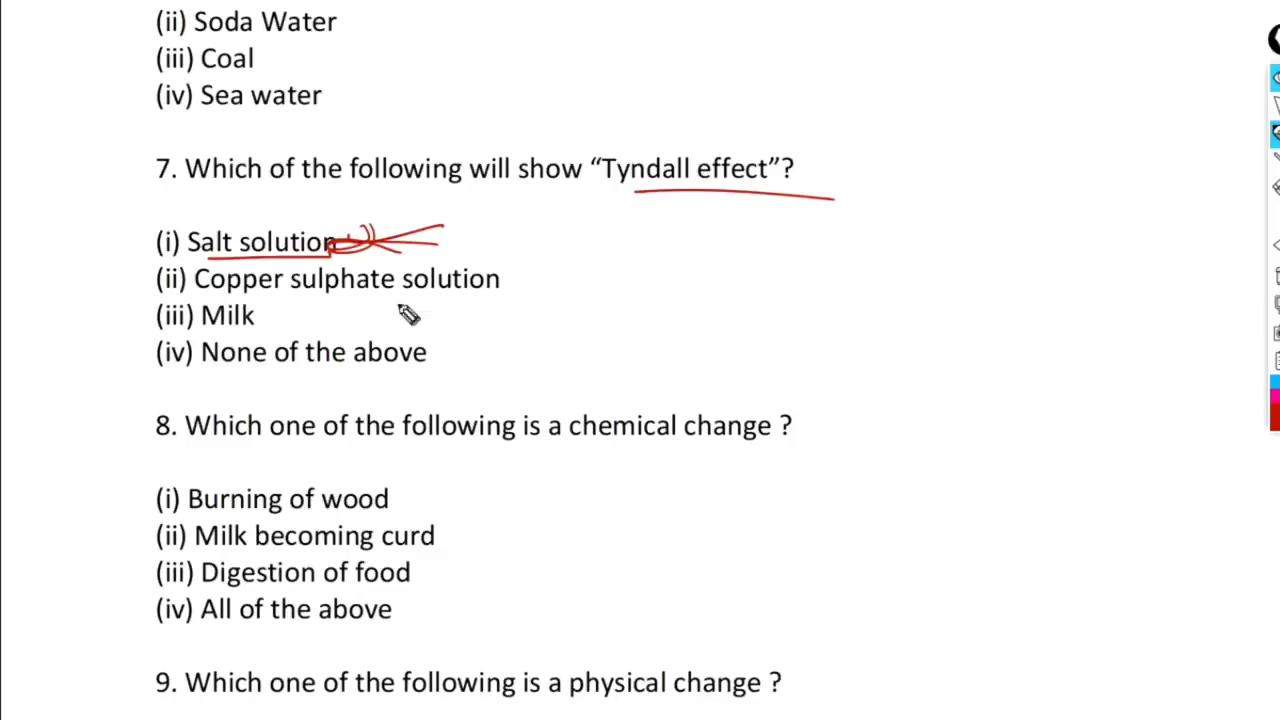 (ii) Soda Water
(iii) Coal
(iv) Sea water
7. Which of the following will show “Tyndall effect”?
(i) Salt solution
(ii) Copper sulphate solution
(iii) Milk
(iv) None of the above
8. Which one of the following is a chemical change ?
(i) Burning of wood
(ii) Milk becoming curd
(iii) Digestion of food
(iv) All of the above
9. Which one of the following is a physical change ?